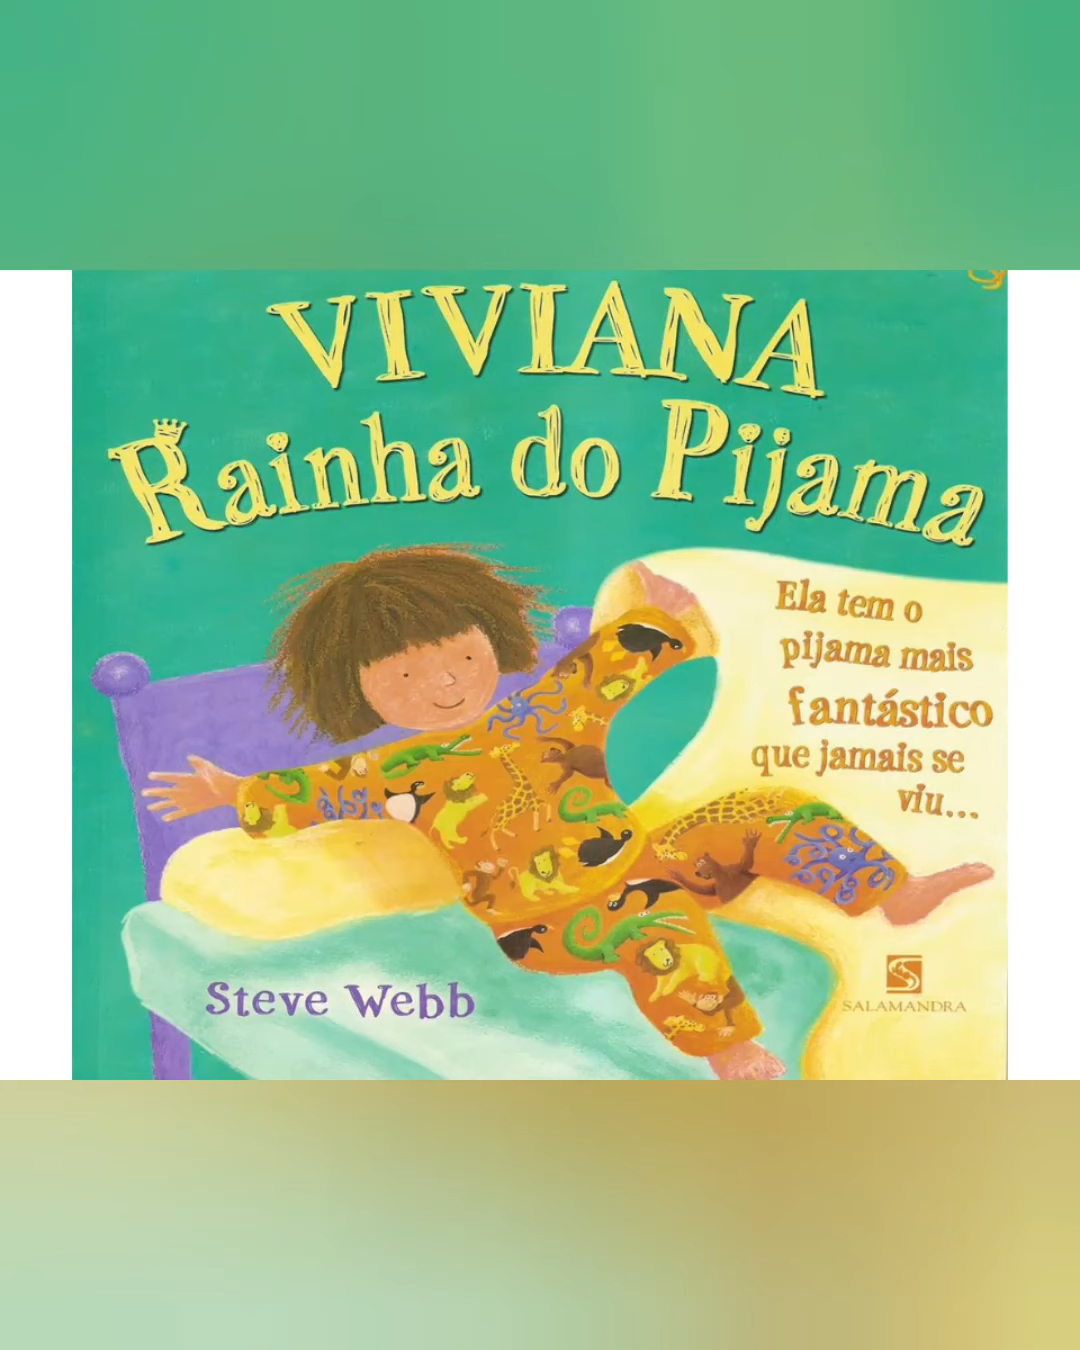 VIVIANA
Rainha do Pijama
Ela tem o
pijama mais
fantástico
que jamais se
viu...
Steve Webb
SALAMANDRA